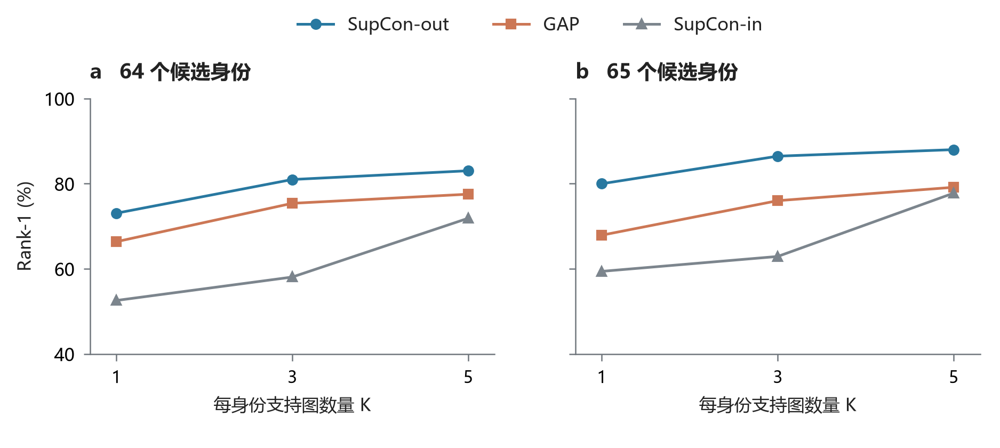 SupCon-out GAP SupCon-in
a 64 个候选身份
b 65 个候选身份
100
80
60
40
Rank-1 (%)
1 3 5
1 3 5
每身份支持图数量 K
每身份支持图数量 K